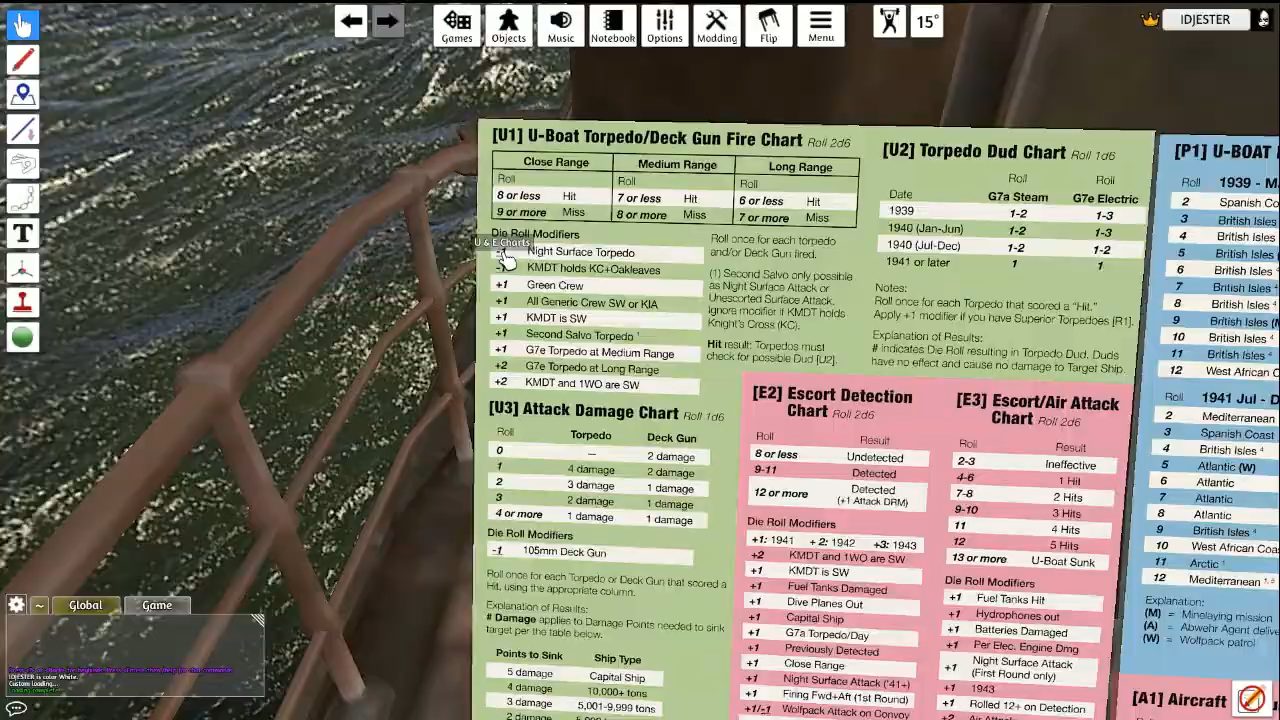 Games
Objects
Music
Notebook
Options
Modding
Flip
Menu
15°
IDJESTER
T
[U1] U-Boat Torpedo/Deck Gun Fire Chart Roll 2d6
Close Range Medium Range Long Range
Roll Roll Roll
8 or less Hit 7 or less Hit 6 or less Hit
9 or more Miss 8 or more Miss 7 or more Miss
Die Roll Modifiers
U & E Charts
Night Surface Torpedo
KMDT holds KC+Oakleaves
+1 Green Crew
+1 All Generic Crew SW or KIA
+1 KMDT is SW
+1 Second Salvo Torpedo ¹
+1 G7e Torpedo at Medium Range
+2 G7e Torpedo at Long Range
+2 KMDT and 1WO are SW
Roll once for each torpedo
and/or Deck Gun fired.
(1) Second Salvo only possible
as Night Surface Attack or
Unescorted Surface Attack.
Ignore modifier if KMDT holds
Knight's Cross (KC).
Hit result: Torpedos must
check for possible Dud [U2].
[U2] Torpedo Dud Chart Roll 1d6
Roll Roll
Date G7a Steam G7e Electric
1939 1-2 1-3
1940 (Jan-Jun) 1-2 1-3
1940 (Jul-Dec) 1-2 1-2
1941 or later 1 1
Notes:
Roll once for each Torpedo that scored a "Hit."
Apply +1 modifier if you have Superior Torpedoes [R1].
Explanation of Results:
# indicates Die Roll resulting in Torpedo Dud. Duds
have no effect and cause no damage to Target Ship.
[U3] Attack Damage Chart Roll 1d6
Roll Torpedo Deck Gun
0 — 2 damage
1 4 damage 2 damage
2 3 damage 1 damage
3 2 damage 1 damage
4 or more 1 damage 1 damage
Die Roll Modifiers
-1 105mm Deck Gun
Roll once for each Torpedo or Deck Gun that scored a
Hit, using the appropriate column.
Explanation of Results:
# Damage applies to Damage Points needed to sink
target per the table below.
Points to Sink Ship Type
5 damage Capital Ship
4 damage 10,000+ tons
3 damage 5,001-9,999 tons
2 damage
[E2] Escort Detection
Chart Roll 2d6
Roll Result
8 or less Undetected
9-11 Detected
12 or more Detected
(+1 Attack DRM)
Die Roll Modifiers
+1: 1941 + 2: 1942 +3: 1943
+2 KMDT and 1WO are SW
+1 KMDT is SW
+1 Fuel Tanks Damaged
+1 Dive Planes Out
+1 Capital Ship
+1 G7a Torpedo/Day
+1 Previously Detected
+1 Close Range
+1 Night Surface Attack ('41+)
+1 Firing Fwd+Aft (1st Round)
+1/-1 Wolfpack Attack on Convoy
[E3] Escort/Air Attack
Chart Roll 2d6
Roll Result
2-3 Ineffective
4-6 1 Hit
7-8 2 Hits
9-10 3 Hits
11 4 Hits
12 5 Hits
13 or more U-Boat Sunk
Die Roll Modifiers
+1 Fuel Tanks Hit
+1 Hydrophones out
+1 Batteries Damaged
+1 Per Elec. Engine Dmg
+1 Night Surface Attack
(First Round only)
+1 1943
+1 Rolled 12+ on Detection
[P1] U-BOAT
Roll 1939 -
2 Spanish
3 British Isles
4 British Isles
5 British Isles
6 British Isles
7 British Isles
8 British Isles
9 British Isles
10 British Isles
11 British Isles
12 West African
Roll 1941 -
2 Mediterranean
3 Spanish Coast
4 British Isles ⁴
5 Atlantic (W)
6 Atlantic
7 Atlantic
8 Atlantic
9 British Isles ⁴
10 West African
11 Arctic ¹
12 Mediterranean
Explanation:
(M) = Minelaying mission
(A) = Abwehr Agent
(W) = Wolfpack patrol
[A1] Aircraft
~ Global Game
IDJESTER is color White.
Custom loading...
Loading complete.